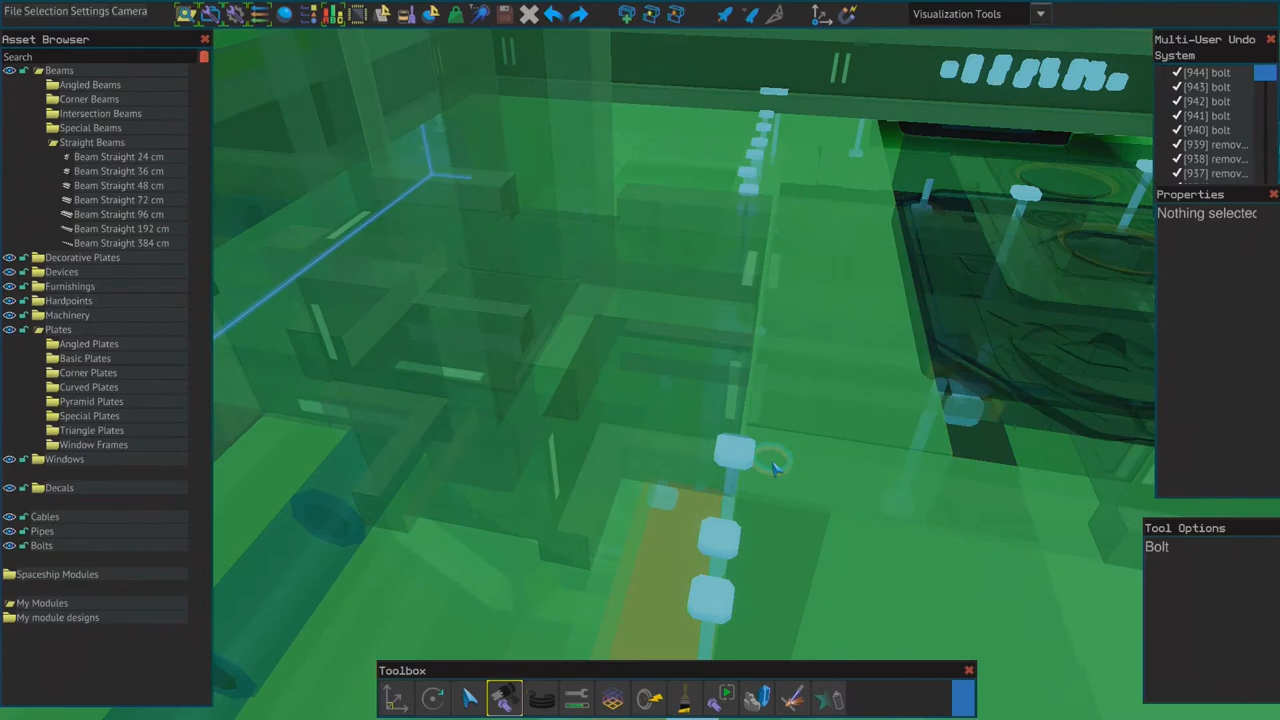 File Selection Settings Camera
Visualization Tools
Asset Browser
Search
Beams
Angled Beams
Corner Beams
Intersection Beams
Special Beams
Straight Beams
Beam Straight 24 cm
Beam Straight 36 cm
Beam Straight 48 cm
Beam Straight 72 cm
Beam Straight 96 cm
Beam Straight 192 cm
Beam Straight 384 cm
Decorative Plates
Devices
Furnishings
Hardpoints
Machinery
Plates
Angled Plates
Basic Plates
Corner Plates
Curved Plates
Pyramid Plates
Special Plates
Triangle Plates
Window Frames
Windows
Decals
Cables
Pipes
Bolts
Spaceship Modules
My Modules
My module designs
Multi-User Undo
System
[944] bolt
[943] bolt
[942] bolt
[941] bolt
[940] bolt
[939] remov...
[938] remov...
[937] remov...
Properties
Nothing selected
Tool Options
Bolt
Toolbox